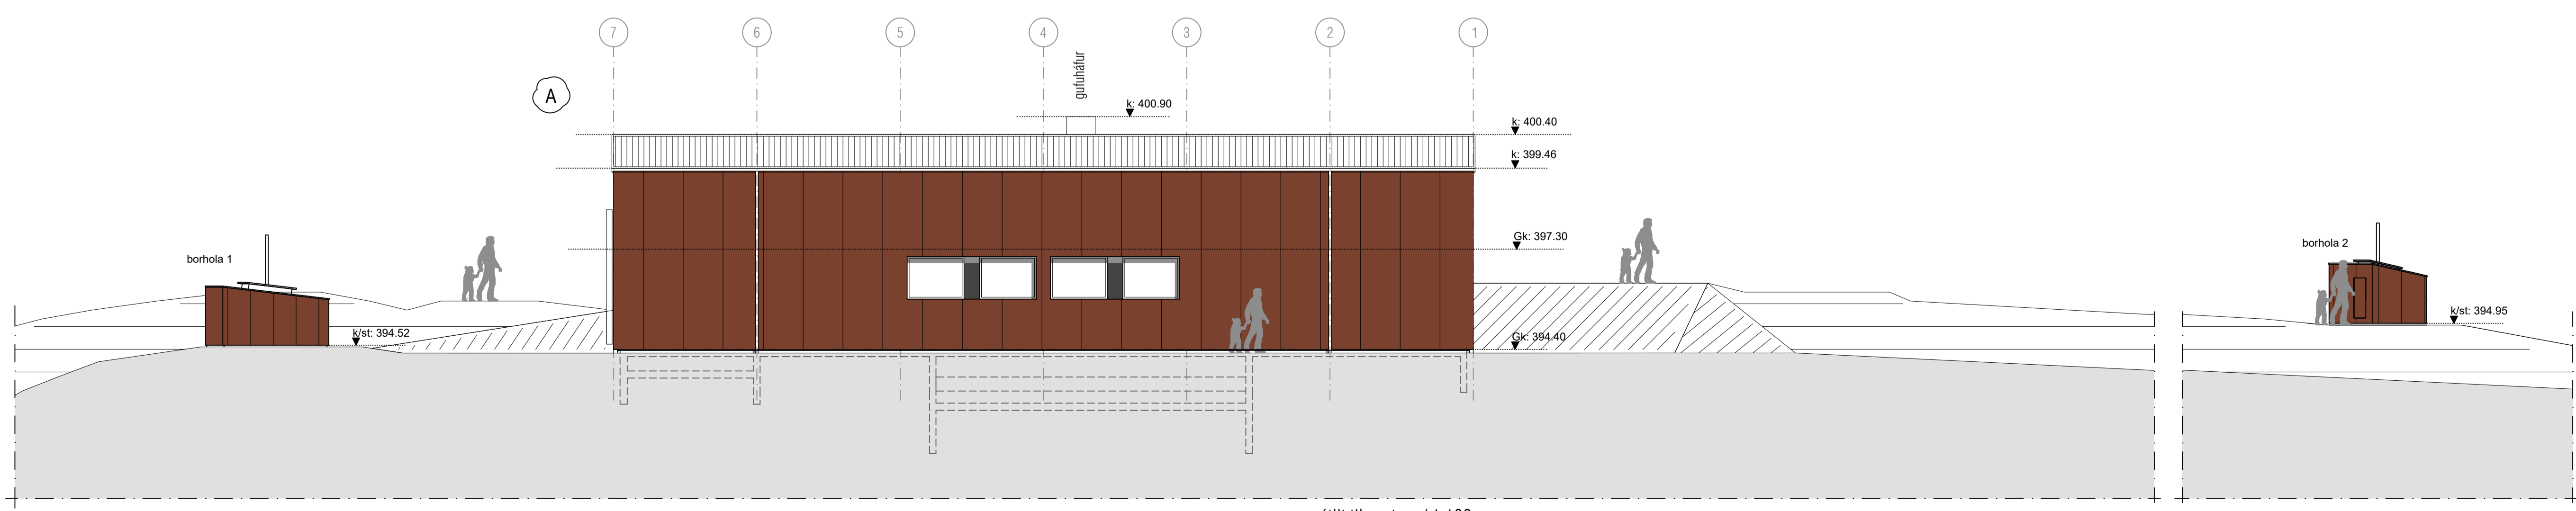 7 6 5 4 3 2 1
A
gufuháfur
k: 400.90
k: 400.40
k: 399.46
Gk: 397.30
borhola 1
borhola 2
k/st: 394.52
k/st: 394.95
Gk: 394.40